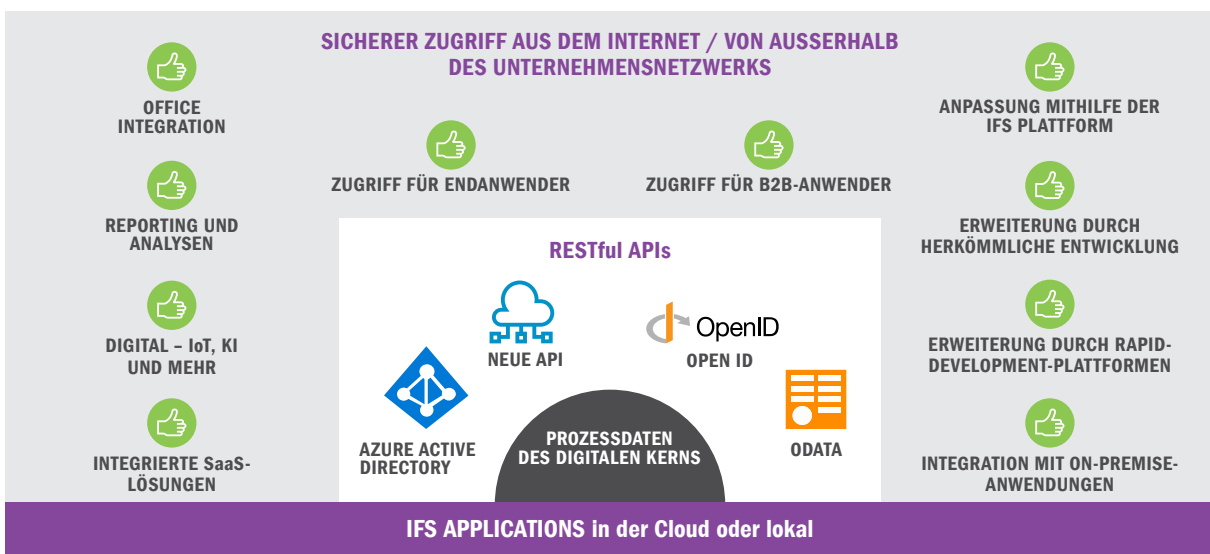 SICHERER ZUGRIFF AUS DEM INTERNET / VON AUSSERHALB
DES UNTERNEHMENSNETZWERKS
OFFICE
INTEGRATION
REPORTING UND
ANALYSEN
DIGITAL – IoT, KI
UND MEHR
INTEGRIERTE SaaS-
LÖSUNGEN
ZUGRIFF FÜR ENDANWENDER
ZUGRIFF FÜR B2B-ANWENDER
RESTful APIs
NEUE API
OpenID
OPEN ID
AZURE ACTIVE
DIRECTORY
PROZESSDATEN
DES DIGITALEN KERNS
ODATA
ANPASSUNG MITHILFE DER
IFS PLATTFORM
ERWEITERUNG DURCH
HERKÖMMLICHE ENTWICKLUNG
ERWEITERUNG DURCH RAPID-
DEVELOPMENT-PLATTFORMEN
INTEGRATION MIT ON-PREMISE-
ANWENDUNGEN
IFS APPLICATIONS in der Cloud oder lokal